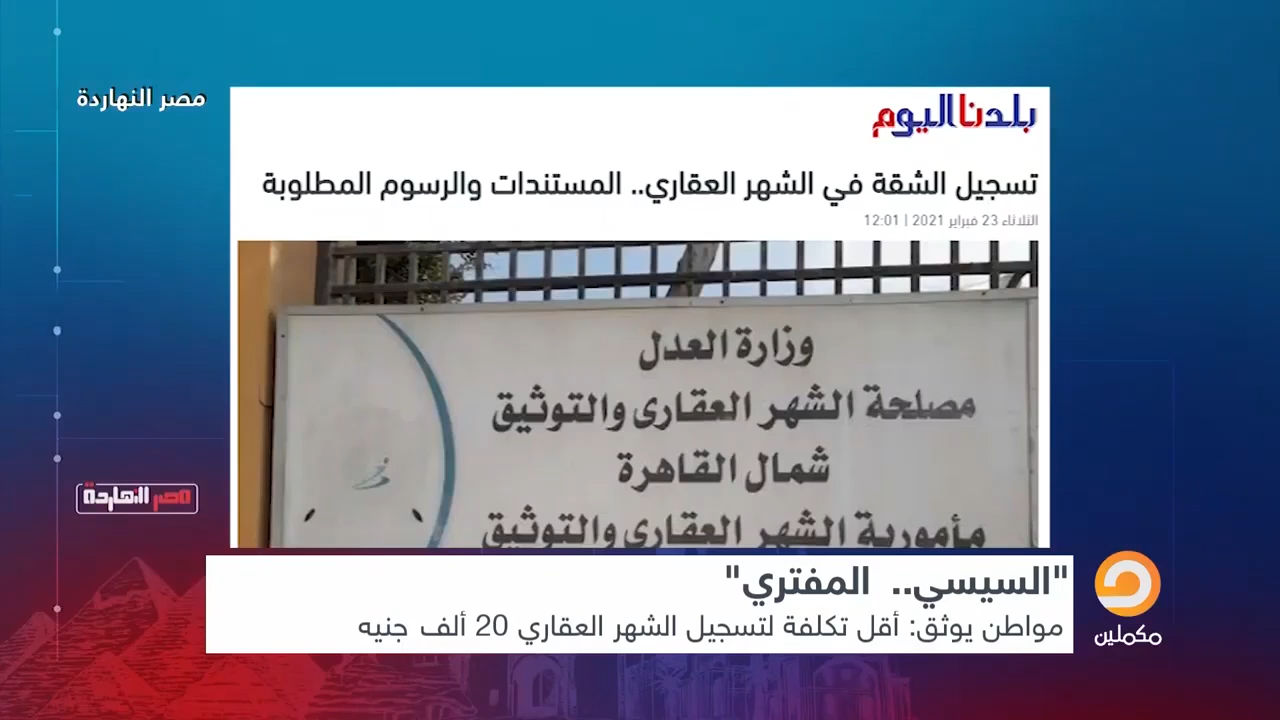 مصر النهاردة
بلدنا اليوم
تسجيل الشقة في الشهر العقاري.. المستندات والرسوم المطلوبة
الثلاثاء 23 فبراير 2021 | 12:01
وزارة العدل
مصلحة الشهر العقارى والتوثيق
شمال القاهرة
مأمورية الشهر العقارى والتوثيق
مصر النهاردة
"السيسي.. المفتري"
مواطن يوثق: أقل تكلفة لتسجيل الشهر العقاري 20 ألف جنيه
مكملين